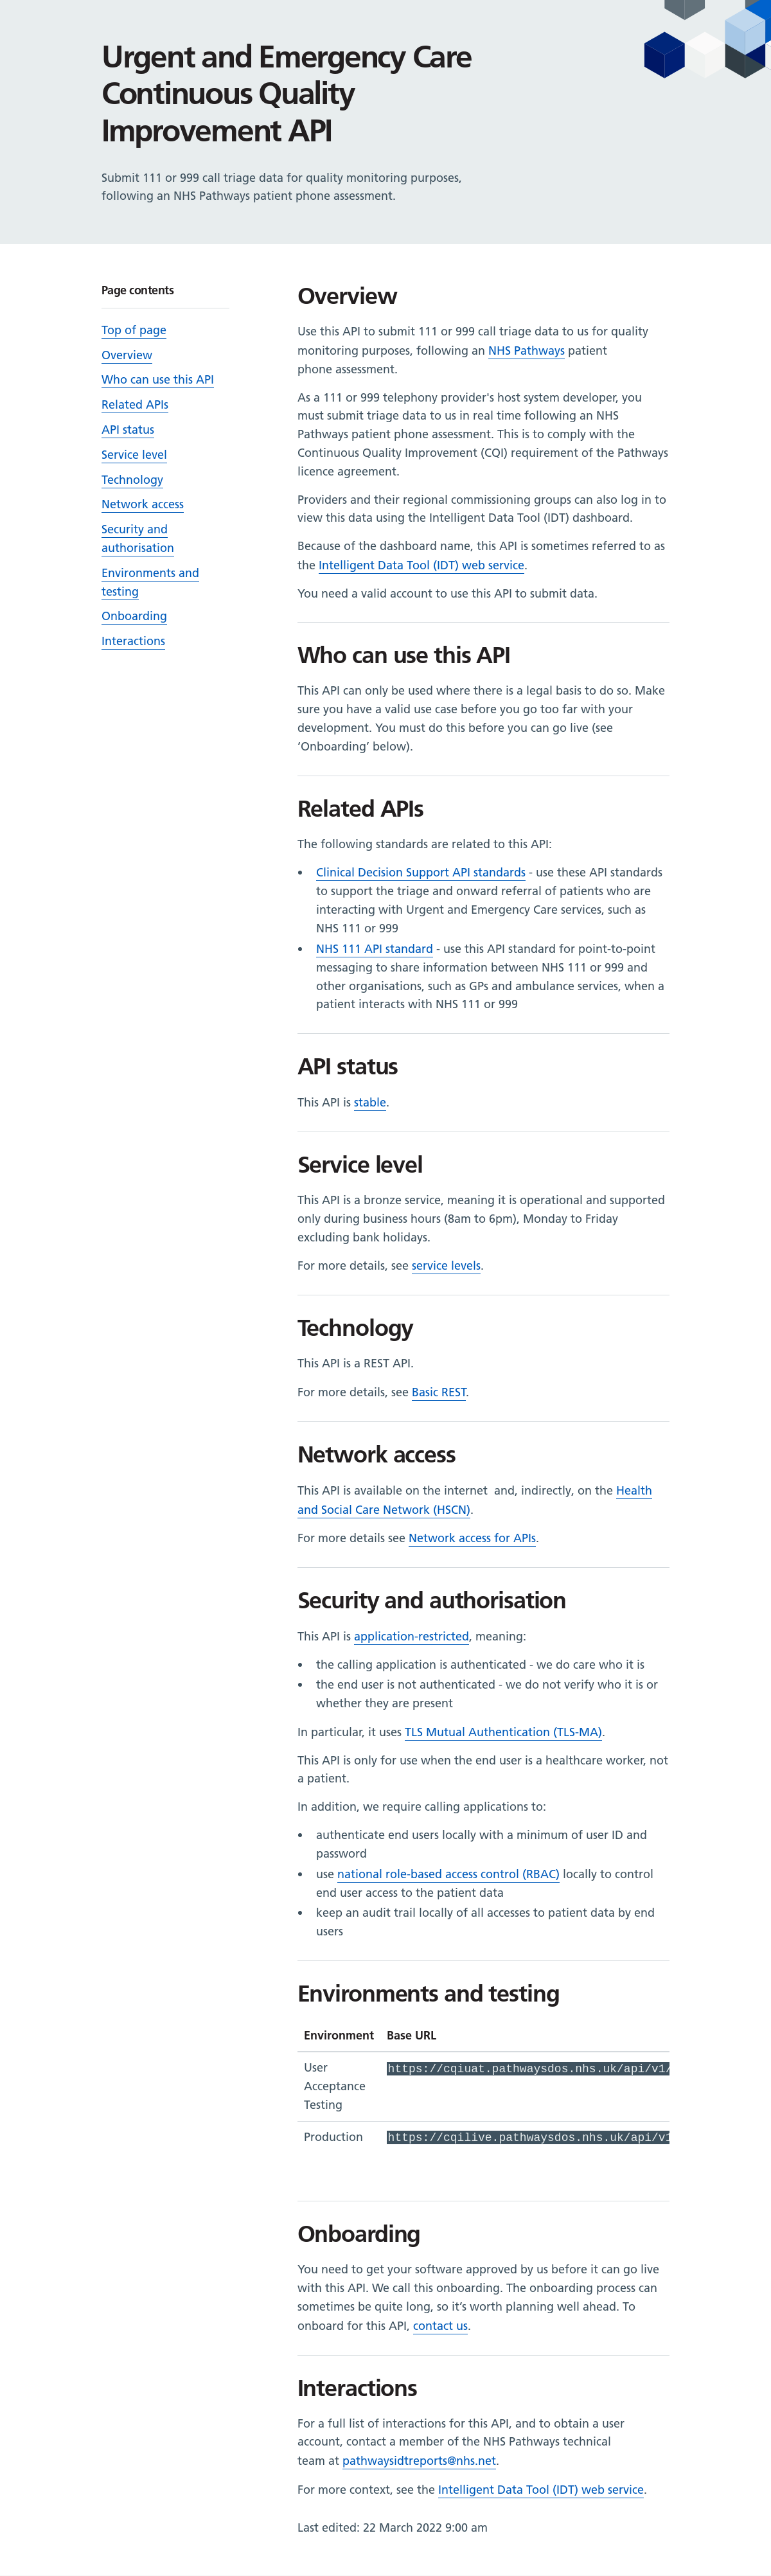 Urgent and Emergency Care
Continuous Quality
Improvement API
Submit 111 or 999 call triage data for quality monitoring purposes,
following an NHS Pathways patient phone assessment.
Page contents
Top of page
Overview
Who can use this API
Related APIs
API status
Service level
Technology
Network access
Security and
authorisation
Environments and
testing
Onboarding
Interactions
Overview
Use this API to submit 111 or 999 call triage data to us for quality
monitoring purposes, following an NHS Pathways patient
phone assessment.
As a 111 or 999 telephony provider's host system developer, you
must submit triage data to us in real time following an NHS
Pathways patient phone assessment. This is to comply with the
Continuous Quality Improvement (CQI) requirement of the Pathways
licence agreement.
Providers and their regional commissioning groups can also log in to
view this data using the Intelligent Data Tool (IDT) dashboard.
Because of the dashboard name, this API is sometimes referred to as
the Intelligent Data Tool (IDT) web service.
You need a valid account to use this API to submit data.
Who can use this API
This API can only be used where there is a legal basis to do so. Make
sure you have a valid use case before you go too far with your
development. You must do this before you can go live (see
‘Onboarding’ below).
Related APIs
The following standards are related to this API:
• Clinical Decision Support API standards - use these API standards
to support the triage and onward referral of patients who are
interacting with Urgent and Emergency Care services, such as
NHS 111 or 999
• NHS 111 API standard - use this API standard for point-to-point
messaging to share information between NHS 111 or 999 and
other organisations, such as GPs and ambulance services, when a
patient interacts with NHS 111 or 999
API status
This API is stable.
Service level
This API is a bronze service, meaning it is operational and supported
only during business hours (8am to 6pm), Monday to Friday
excluding bank holidays.
For more details, see service levels.
Technology
This API is a REST API.
For more details, see Basic REST.
Network access
This API is available on the internet  and, indirectly, on the Health
and Social Care Network (HSCN).
For more details see Network access for APIs.
Security and authorisation
This API is application-restricted, meaning:
• the calling application is authenticated - we do care who it is
• the end user is not authenticated - we do not verify who it is or
whether they are present
In particular, it uses TLS Mutual Authentication (TLS-MA).
This API is only for use when the end user is a healthcare worker, not
a patient.
In addition, we require calling applications to:
• authenticate end users locally with a minimum of user ID and
password
• use national role-based access control (RBAC) locally to control
end user access to the patient data
• keep an audit trail locally of all accesses to patient data by end
users
Environments and testing
Environment Base URL
User https://cqiuat.pathwaysdos.nhs.uk/api/v1/
Acceptance
Testing
Production https://cqilive.pathwaysdos.nhs.uk/api/v1
Onboarding
You need to get your software approved by us before it can go live
with this API. We call this onboarding. The onboarding process can
sometimes be quite long, so it’s worth planning well ahead. To
onboard for this API, contact us.
Interactions
For a full list of interactions for this API, and to obtain a user
account, contact a member of the NHS Pathways technical
team at pathwaysidtreports@nhs.net.
For more context, see the Intelligent Data Tool (IDT) web service.
Last edited: 22 March 2022 9:00 am